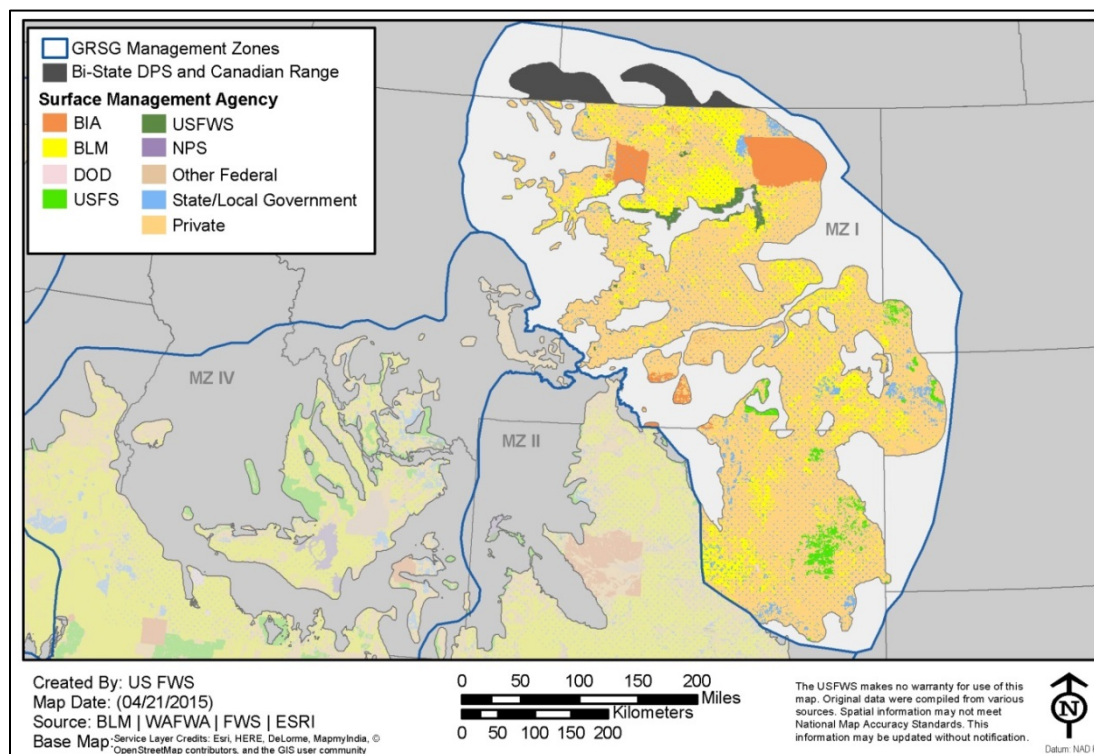 GRSG Management Zones
Bi-State DPS and Canadian Range
Surface Management Agency
BIA
USFWS
BLM
NPS
DOD
Other Federal
USFS
State/Local Government
Private
MZ I
MZ IV
MZ II
Created By: US FWS
Map Date: (04/21/2015)
Source: BLM | WAFWA | FWS | ESRI
Base Map: Service Layer Credits: Esri, HERE, DeLorme, MapmyIndia, ©
OpenStreetMap contributors, and the GIS user community
0 50 100 150 200
Miles
Kilometers
0 50 100 150 200
The USFWS makes no warranty for use of this
map. Original data were compiled from various
sources. Spatial information may not meet
National Map Accuracy Standards. This
information may be updated without notification.
N
Datum: NAD